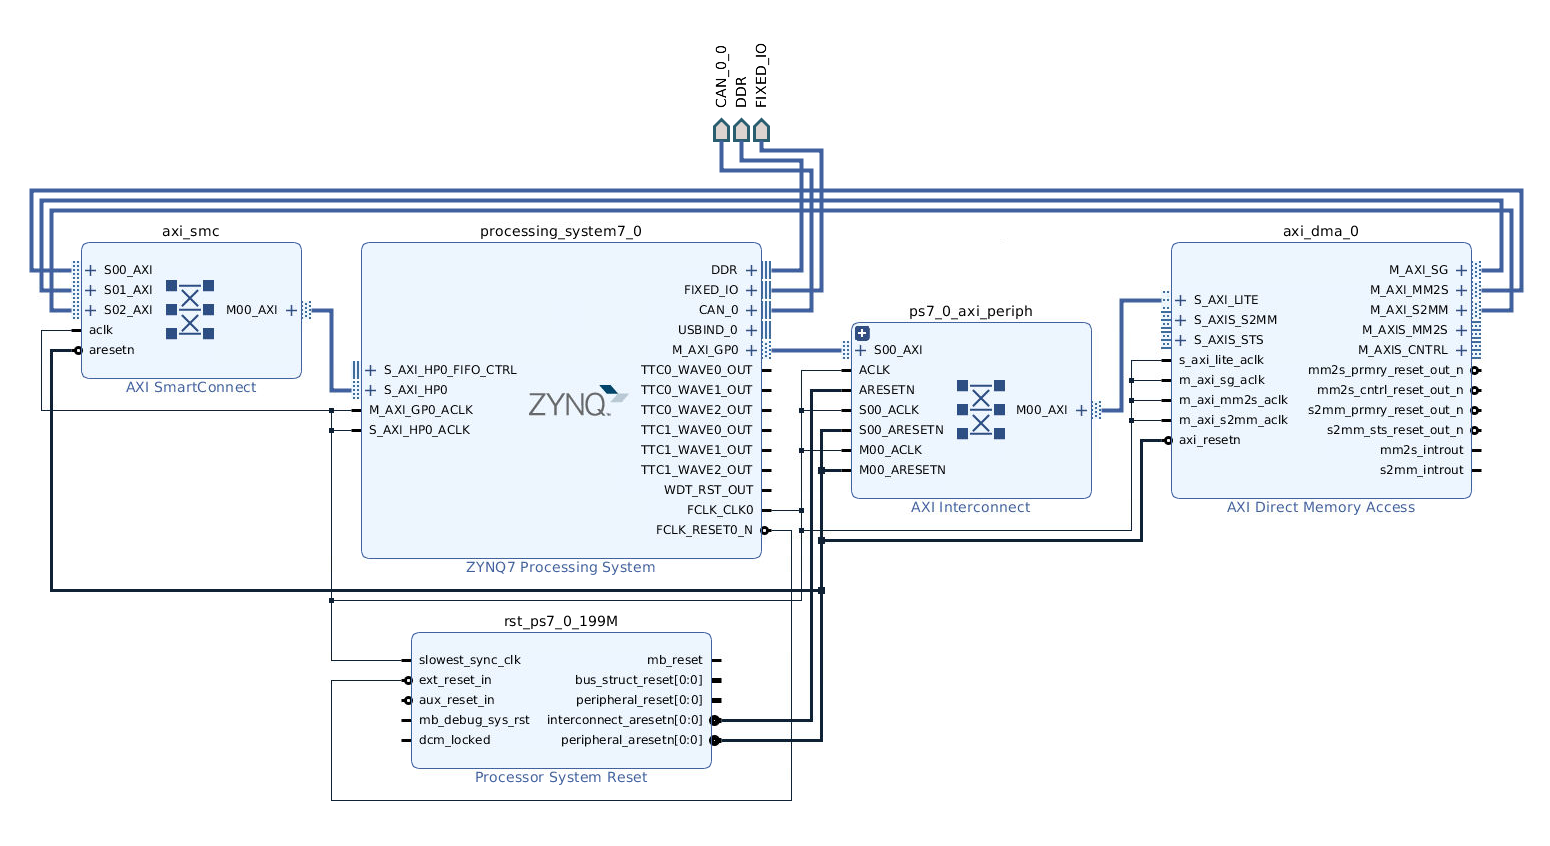 CAN_0_0
DDR
FIXED_IO
axi_smc
S00_AXI
S01_AXI
S02_AXI
aclk
aresetn
M00_AXI
AXI SmartConnect
processing_system7_0
S_AXI_HP0_FIFO_CTRL
S_AXI_HP0
M_AXI_GP0_ACLK
S_AXI_HP0_ACLK
ZYNQ
DDR
FIXED_IO
CAN_0
USBIND_0
M_AXI_GP0
TTC0_WAVE0_OUT
TTC0_WAVE1_OUT
TTC0_WAVE2_OUT
TTC1_WAVE0_OUT
TTC1_WAVE1_OUT
TTC1_WAVE2_OUT
WDT_RST_OUT
FCLK_CLK0
FCLK_RESET0_N
ZYNQ7 Processing System
ps7_0_axi_periph
S00_AXI
ACLK
ARESETN
S00_ACLK
S00_ARESETN
M00_ACLK
M00_ARESETN
M00_AXI
AXI Interconnect
axi_dma_0
S_AXI_LITE
S_AXIS_S2MM
S_AXIS_STS
s_axi_lite_aclk
m_axi_sg_aclk
m_axi_mm2s_aclk
m_axi_s2mm_aclk
axi_resetn
M_AXI_SG
M_AXI_MM2S
M_AXI_S2MM
M_AXIS_MM2S
M_AXIS_CNTRL
mm2s_prmry_reset_out_n
mm2s_cntrl_reset_out_n
s2mm_prmry_reset_out_n
s2mm_sts_reset_out_n
mm2s_introut
s2mm_introut
AXI Direct Memory Access
rst_ps7_0_199M
slowest_sync_clk
ext_reset_in
aux_reset_in
mb_debug_sys_rst
dcm_locked
mb_reset
bus_struct_reset[0:0]
peripheral_reset[0:0]
interconnect_aresetn[0:0]
peripheral_aresetn[0:0]
Processor System Reset